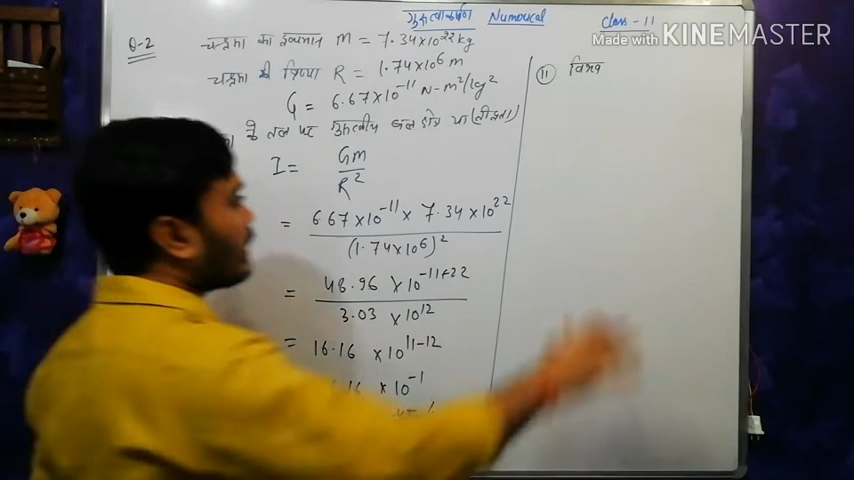 गुरुत्वाकर्षण Numerical class - 11
Made with KINEMASTER
Q-2 चन्द्रमा का द्रव्यमान M = 7.34×10²² kg
चन्द्रमा की त्रिज्या R = 1.74×10⁶ m
G = 6.67×10⁻¹¹ N-m²/kg²
के तल पर गुरुत्वीय बल क्षेत्र या (तीव्रता)
I = GM / R²
= 6.67×10⁻¹¹ × 7.34×10²² / (1.74×10⁶)²
= 48.96 ×10⁻¹¹⁺²² / 3.03 ×10¹²
= 16.16 ×10¹¹⁻¹²
.16 ×10⁻¹
(ii) विभव